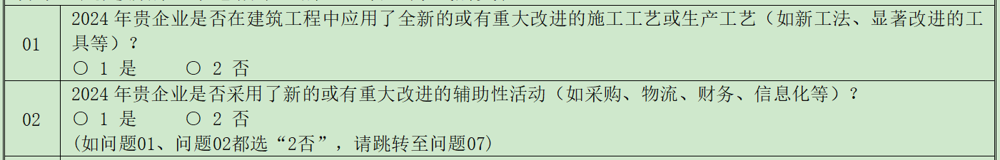 01
2024 年贵企业是否在建筑工程中应用了全新的或有重大改进的施工工艺或生产工艺（如新工法、显著改进的工
具等）？
○ 1 是 ○ 2 否
02
2024 年贵企业是否采用了新的或有重大改进的辅助性活动（如采购、物流、财务、信息化等）？
○ 1 是 ○ 2 否
(如问题01、问题02都选“2否”，请跳转至问题07)